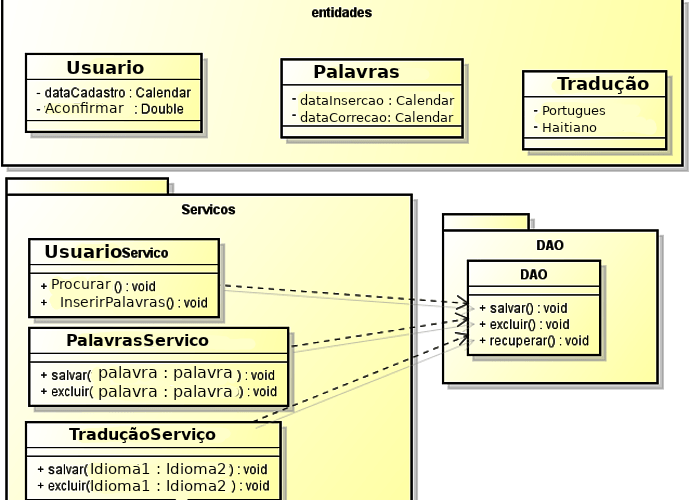 entidades
Usuario
- dataCadastro : Calendar
- Aconfirmar : Double
Palavras
- dataInsercao : Calendar
- dataCorrecao: Calendar
Tradução
- Portugues
- Haitiano
Servicos
UsuarioServico
+ Procurar () : void
+ InserirPalavras() : void
PalavrasServico
+ salvar( palavra : palavra ) : void
+ excluir( palavra : palavra ) : void
TraduçãoServiço
+ salvar(Idioma1 : Idioma2 ) : void
+ excluir(Idioma1 : Idioma2 ) : void
DAO
DAO
+ salvar() : void
+ excluir() : void
+ recuperar() : void